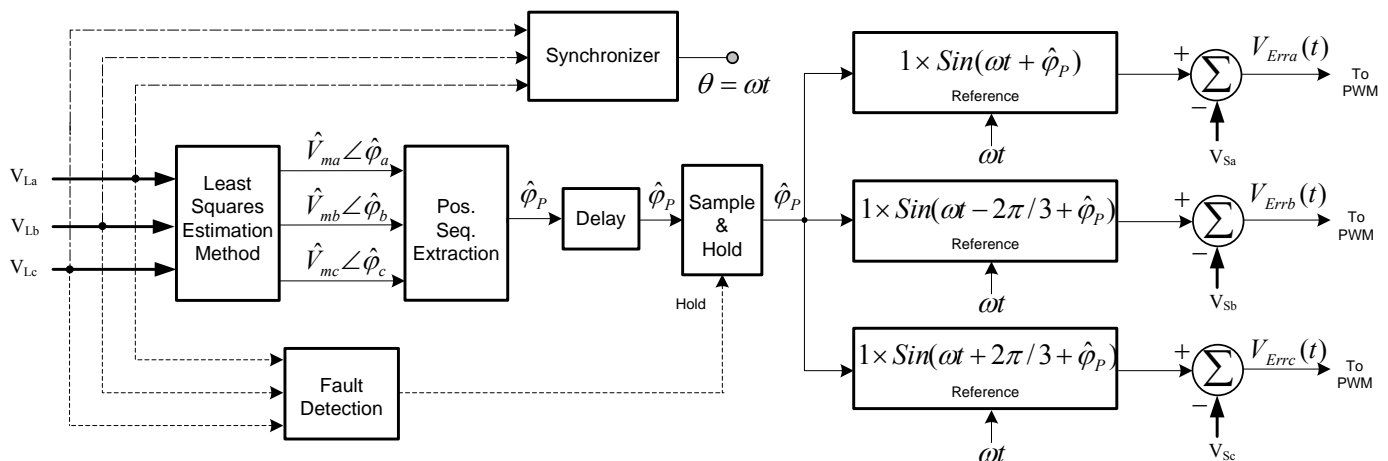 Synchronizer
θ = ωt
V_La
V_Lb
V_Lc
Least
Squares
Estimation
Method
V̂_ma∠φ̂_a
V̂_mb∠φ̂_b
V̂_mc∠φ̂_c
Pos.
Seq.
Extraction
φ̂_P
Delay
φ̂_P
Sample
&
Hold
φ̂_P
Hold
Fault
Detection
1× Sin(ωt + φ̂_P)
Reference
ωt
+
∑
−
V_Sa
V_Erra(t)
To
PWM
1× Sin(ωt − 2π/3 + φ̂_P)
Reference
ωt
+
∑
−
V_Sb
V_Errb(t)
To
PWM
1× Sin(ωt + 2π/3 + φ̂_P)
Reference
ωt
+
∑
−
V_Sc
V_Errc(t)
To
PWM